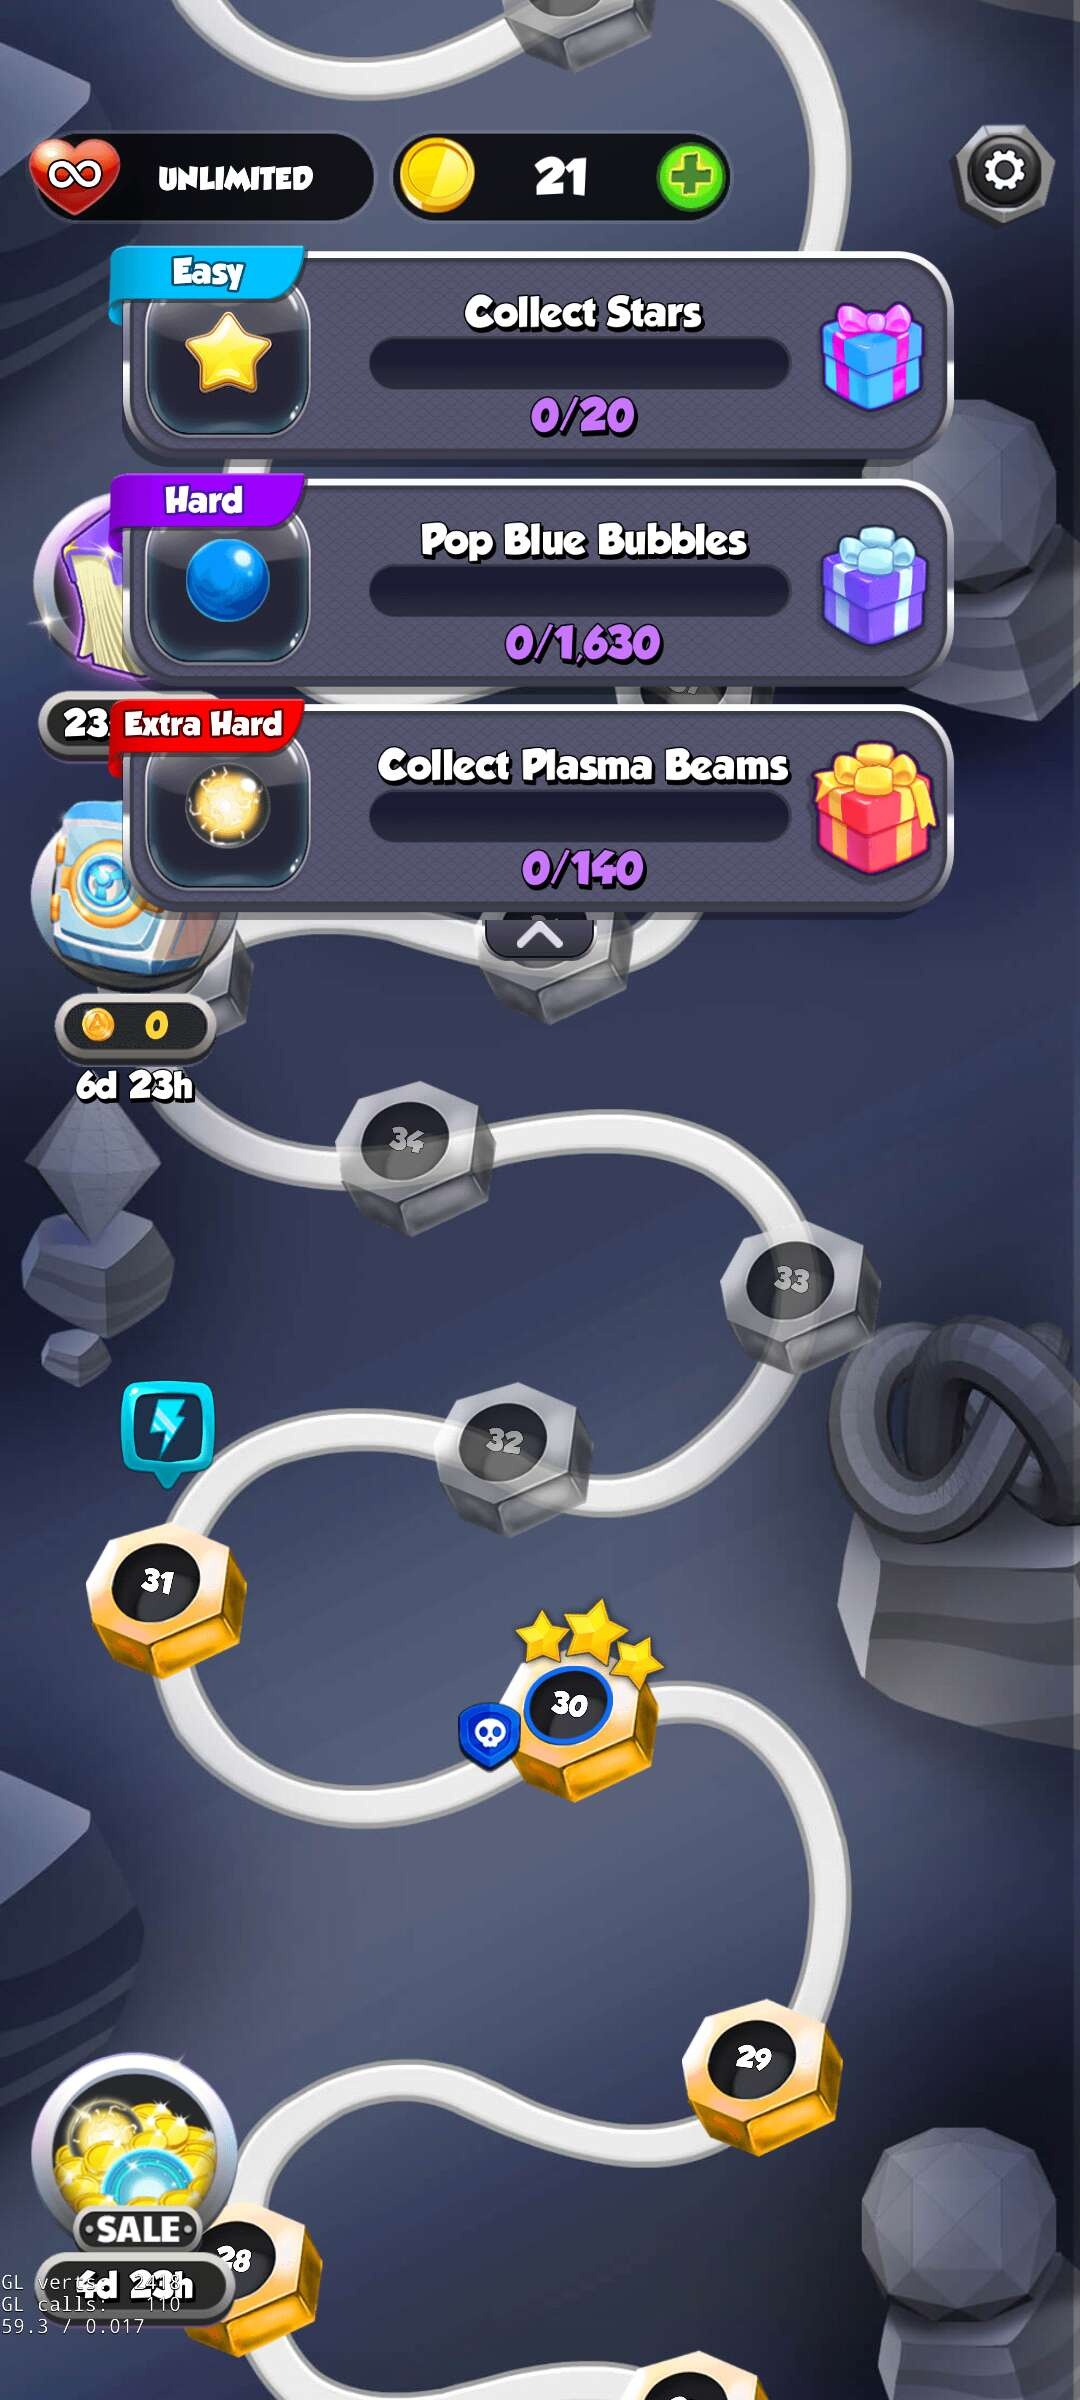 UNLIMITED
21
Easy
Collect Stars
0/20
Hard
Pop Blue Bubbles
0/1,630
23
Extra Hard
Collect Plasma Beams
0/140
0
6d 23h
34
33
32
31
30
29
SALE
28
4d 23h
GL verts: 2418
GL calls: 110
59.3 / 0.017